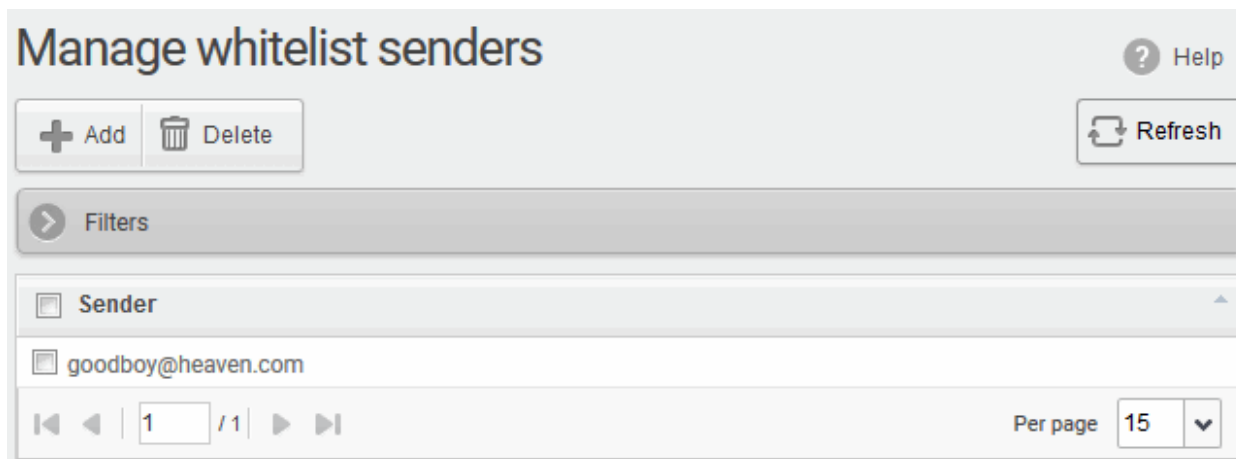 Manage whitelist senders
? Help
Add Delete
Refresh
Filters
Sender
goodboy@heaven.com
1 / 1
Per page 15